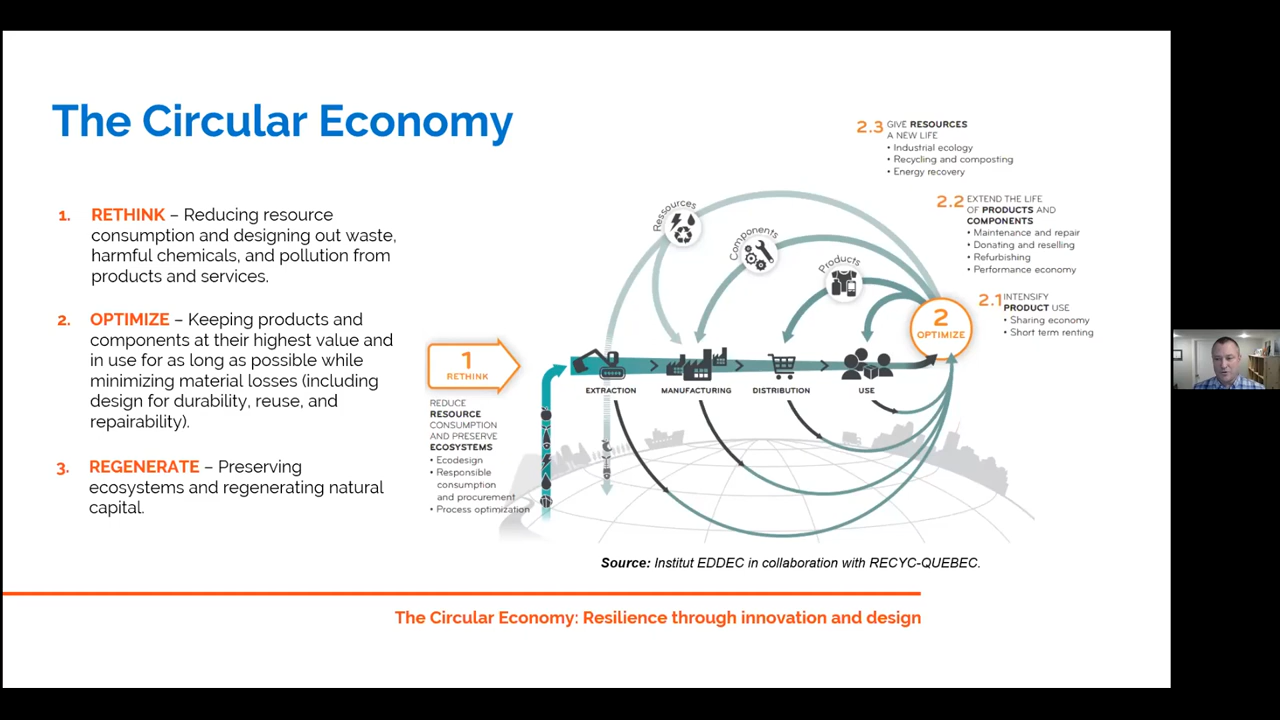 The Circular Economy
1. RETHINK – Reducing resource
consumption and designing out waste,
harmful chemicals, and pollution from
products and services.
2. OPTIMIZE – Keeping products and
components at their highest value and
in use for as long as possible while
minimizing material losses (including
design for durability, reuse, and
repairability).
3. REGENERATE – Preserving
ecosystems and regenerating natural
capital.
2.3 GIVE RESOURCES
A NEW LIFE
• Industrial ecology
• Recycling and composting
• Energy recovery
2.2 EXTEND THE LIFE
OF PRODUCTS AND
COMPONENTS
• Maintenance and repair
• Donating and reselling
• Refurbishing
• Performance economy
2.1 INTENSIFY
PRODUCT USE
• Sharing economy
• Short term renting
Ressources
Components
Products
2
OPTIMIZE
1
RETHINK
EXTRACTION
MANUFACTURING
DISTRIBUTION
USE
REDUCE
RESOURCE
CONSUMPTION
AND PRESERVE
ECOSYSTEMS
• Ecodesign
• Responsible
consumption
and procurement
• Process optimization
Source: Institut EDDEC in collaboration with RECYC-QUEBEC.
The Circular Economy: Resilience through innovation and design